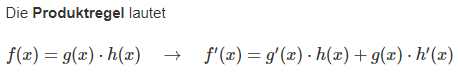 Die Produktregel lautet
f(x) = g(x) · h(x) → f′(x) = g′(x) · h(x) + g(x) · h′(x)